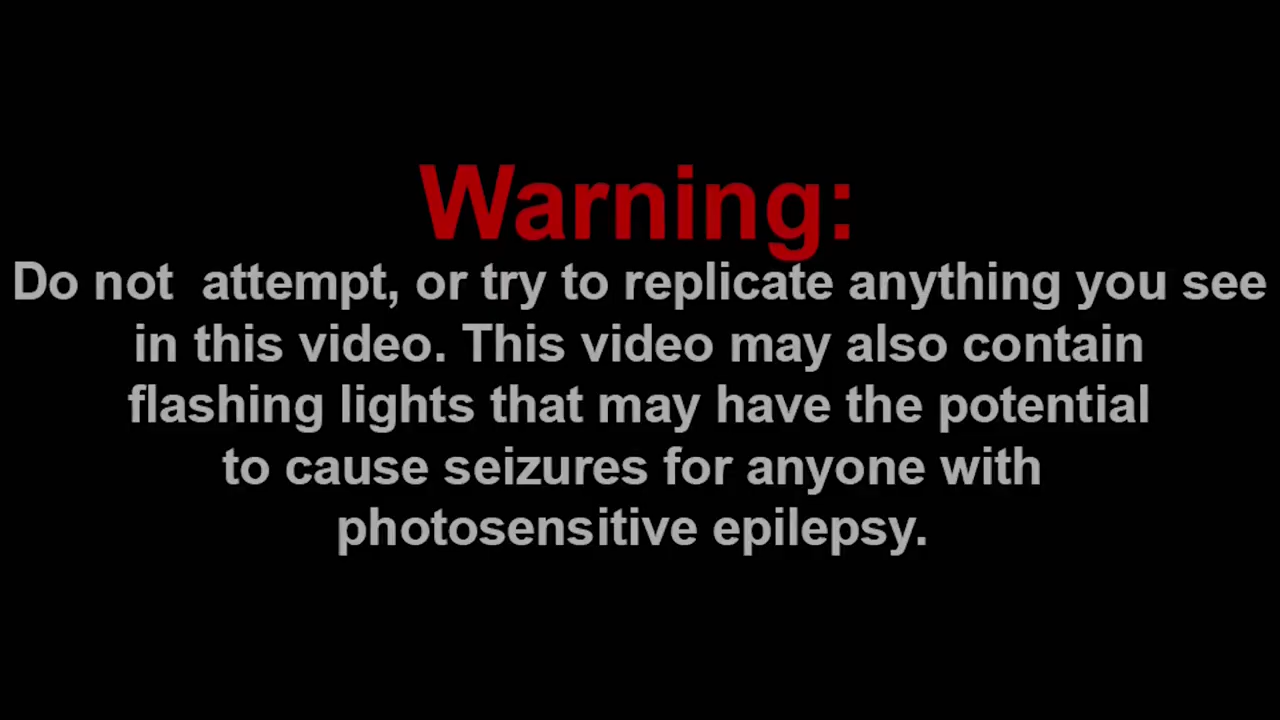 Warning:
Do not  attempt, or try to replicate anything you see
in this video. This video may also contain
flashing lights that may have the potential
to cause seizures for anyone with
photosensitive epilepsy.